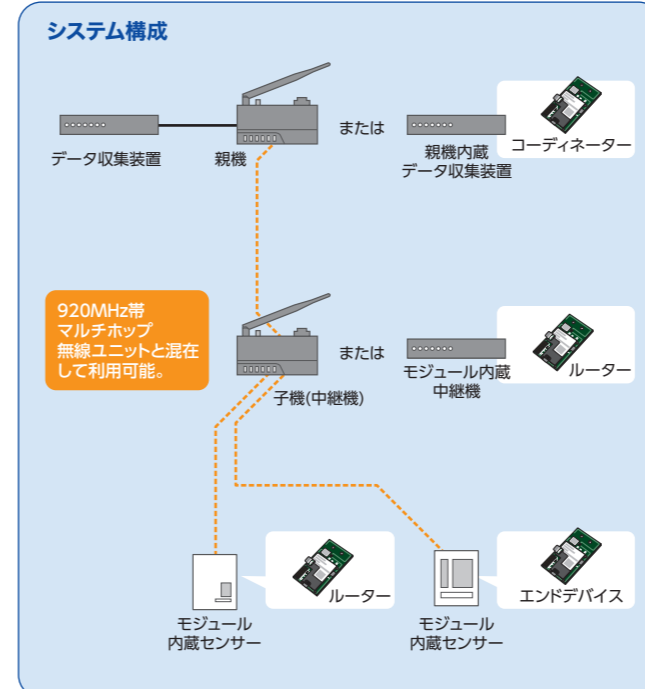 システム構成
データ収集装置
親機
または
親機内蔵
データ収集装置
コーディネーター
920MHz帯
マルチホップ
無線ユニットと混在
して利用可能。
子機(中継機)
または
モジュール内蔵
中継機
ルーター
モジュール
内蔵センサー
ルーター
モジュール
内蔵センサー
エンドデバイス